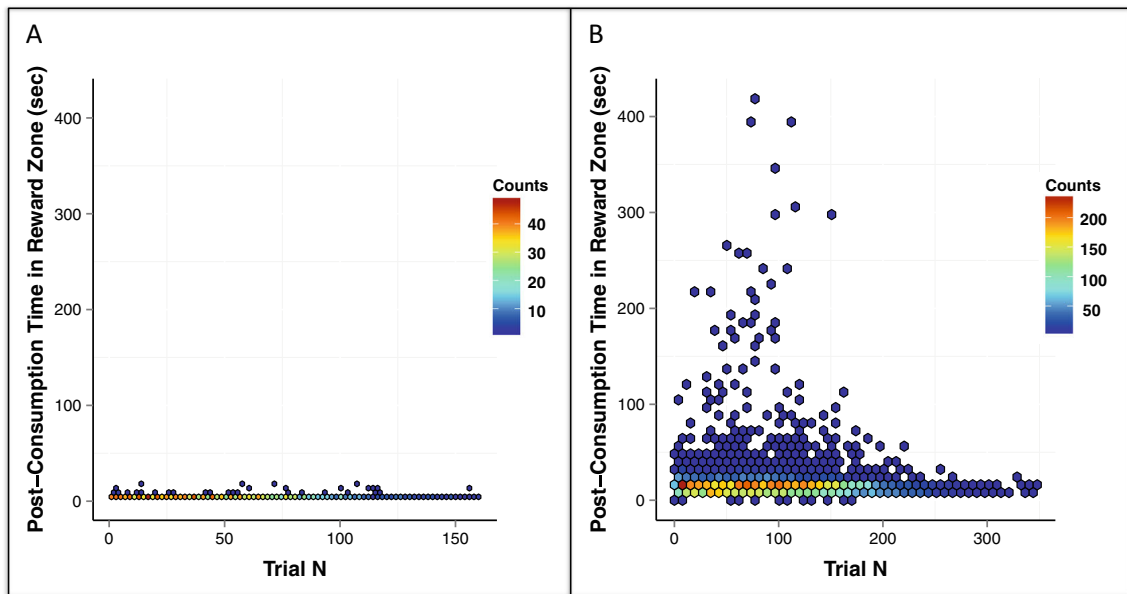 A
Post-Consumption Time in Reward Zone (sec)
400
300
200
100
0
0 50 100 150
Trial N
Counts
40
30
20
10
B
Post-Consumption Time in Reward Zone (sec)
400
300
200
100
0
0 100 200 300
Trial N
Counts
200
150
100
50